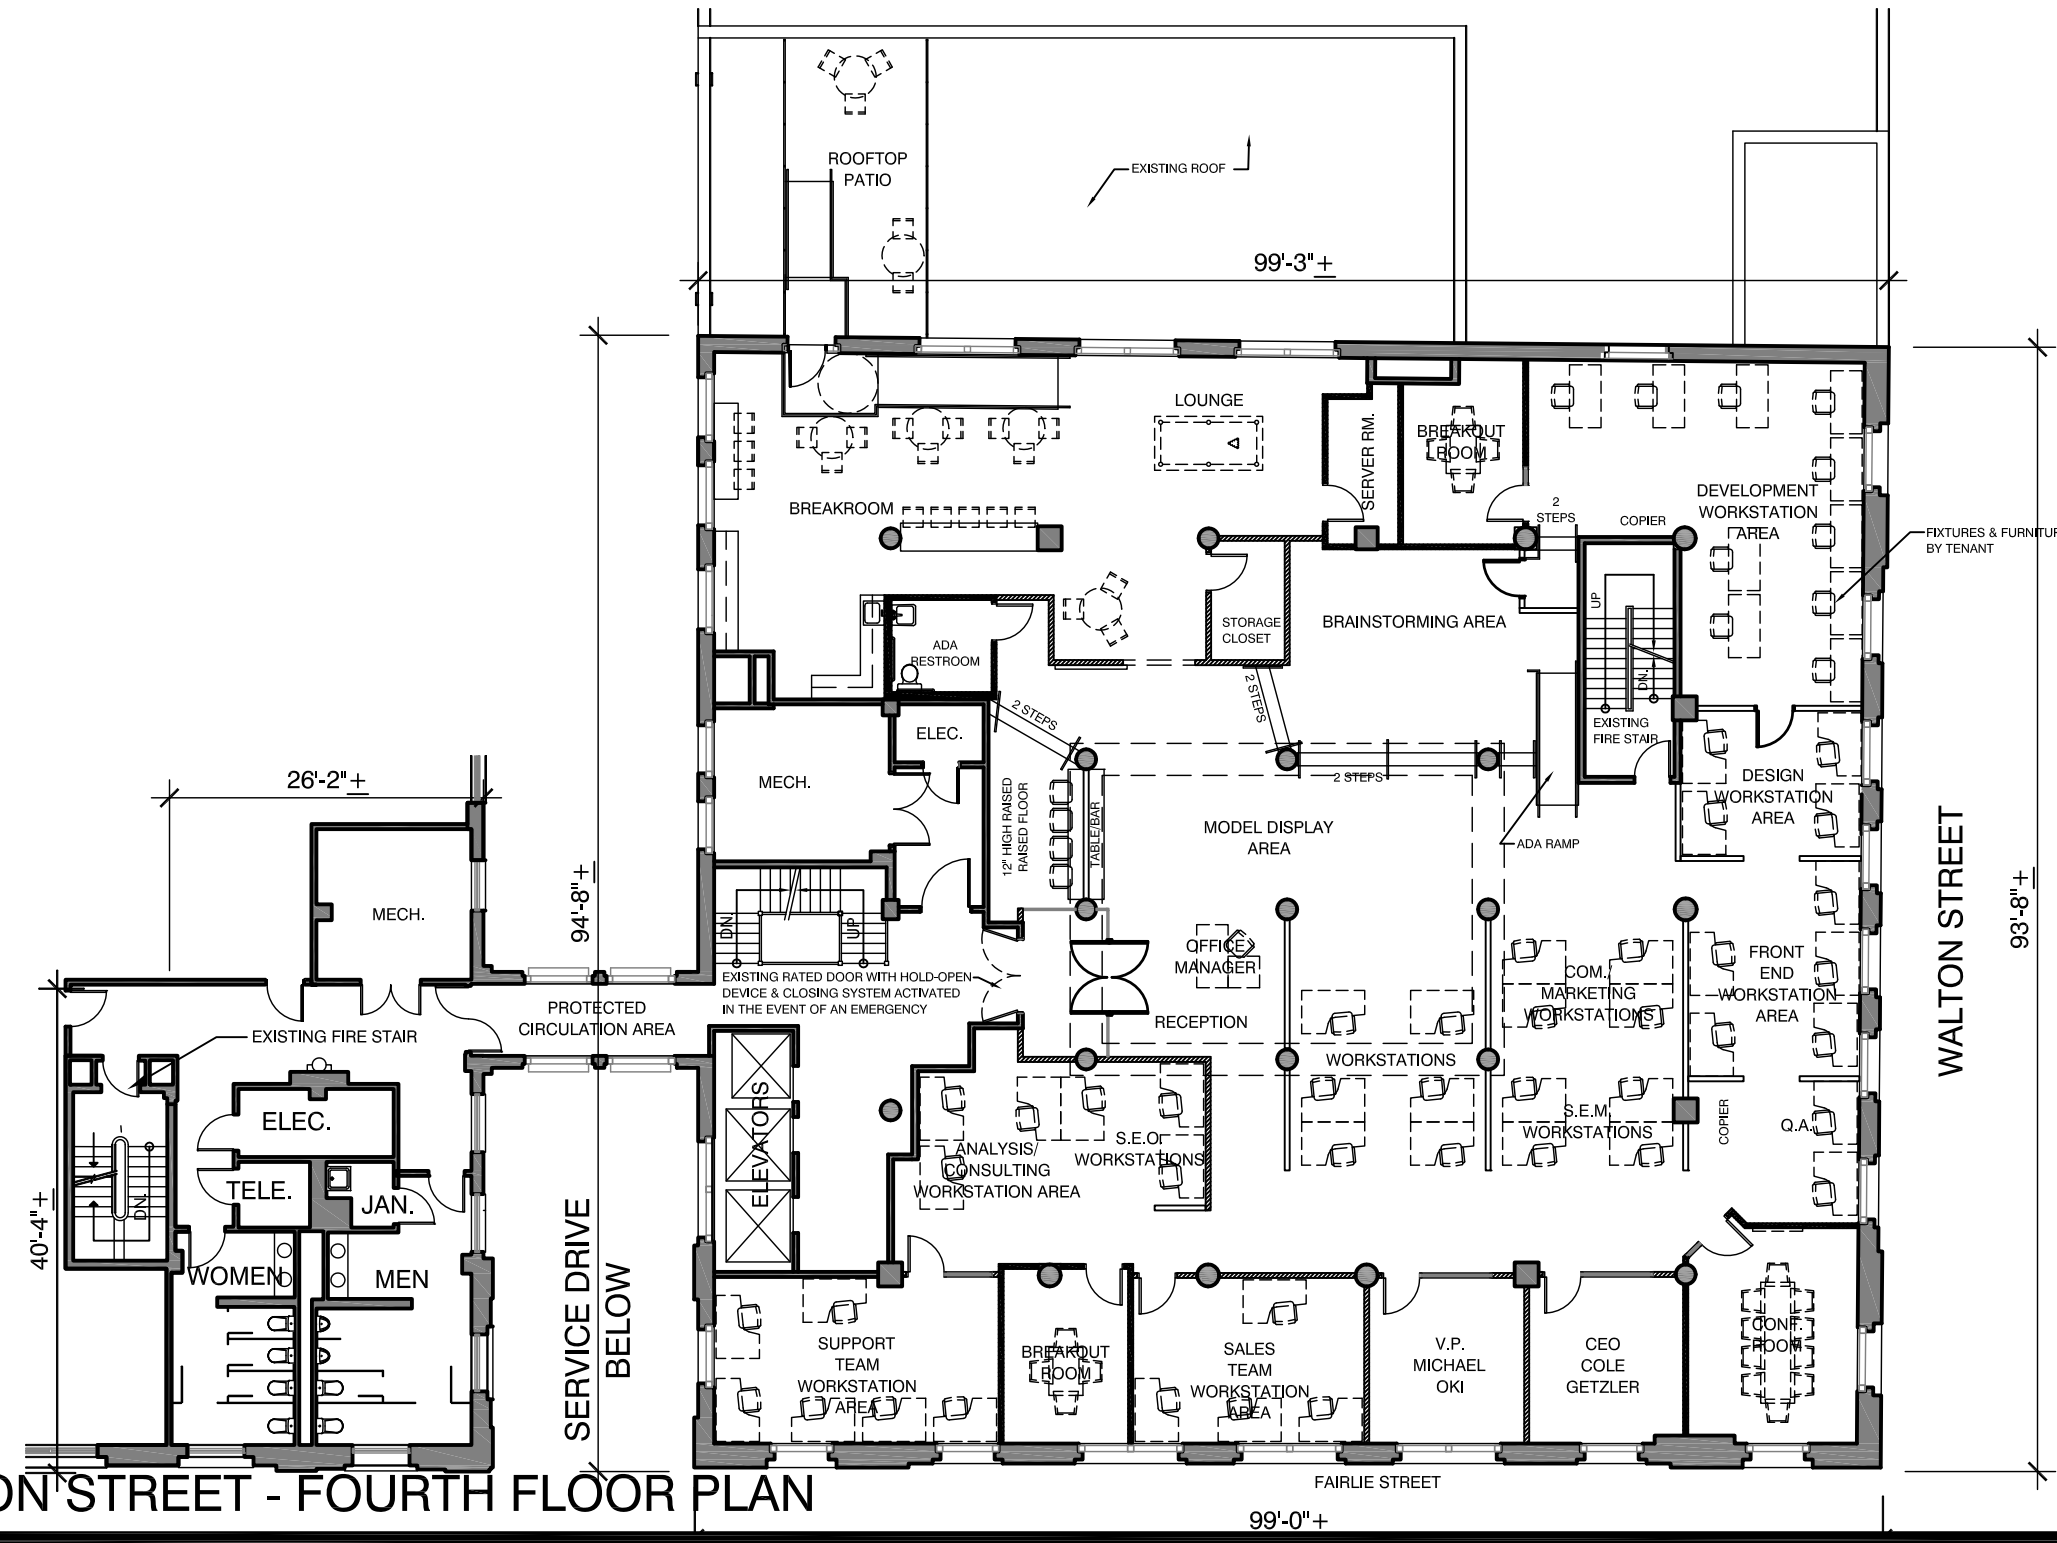 ROOFTOP
PATIO
EXISTING ROOF
99'-3"+
LOUNGE
SERVER RM.
BREAKOUT
ROOM
BREAKROOM
2
STEPS
COPIER
DEVELOPMENT
WORKSTATION
AREA
FIXTURES & FURNITUR
BY TENANT
ADA
RESTROOM
STORAGE
CLOSET
BRAINSTORMING AREA
UP
DN.
EXISTING
FIRE STAIR
2 STEPS
2 STEPS
2 STEPS
ELEC.
MECH.
12" HIGH RAISED
RAISED FLOOR
TABLE/BAR
MODEL DISPLAY
AREA
ADA RAMP
DESIGN
WORKSTATION
AREA
WALTON STREET
93'-8"+
94'-8"+
26'-2"+
MECH.
DN.
UP
EXISTING RATED DOOR WITH HOLD-OPEN
DEVICE & CLOSING SYSTEM ACTIVATED
IN THE EVENT OF AN EMERGENCY
OFFICE
MANAGER
RECEPTION
COM./
MARKETING
WORKSTATIONS
FRONT
END
WORKSTATION
AREA
PROTECTED
CIRCULATION AREA
EXISTING FIRE STAIR
WORKSTATIONS
ELEC.
TELE.
JAN.
DN.
40'-4"+
WOMEN
MEN
SERVICE DRIVE
BELOW
ELEVATORS
ANALYSIS/
CONSULTING
WORKSTATION AREA
S.E.O.
WORKSTATIONS
S.E.M.
WORKSTATIONS
COPIER
Q.A.
SUPPORT
TEAM
WORKSTATION
AREA
BREAKOUT
ROOM
SALES
TEAM
WORKSTATION
AREA
V.P.
MICHAEL
OKI
CEO
COLE
GETZLER
CONF.
ROOM
FAIRLIE STREET
ON STREET - FOURTH FLOOR PLAN
99'-0"+